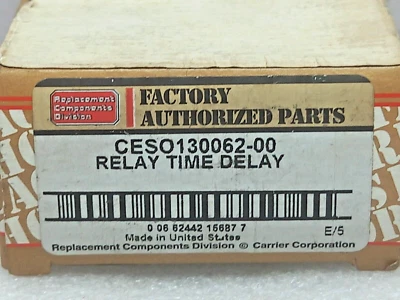 Replacement
Components
Division
FACTORY
AUTHORIZED PARTS
CESO130062-00
RELAY TIME DELAY
0 06 62442 15687 7
E/5
Made in United States
Replacement Components Division © Carrier Corporation